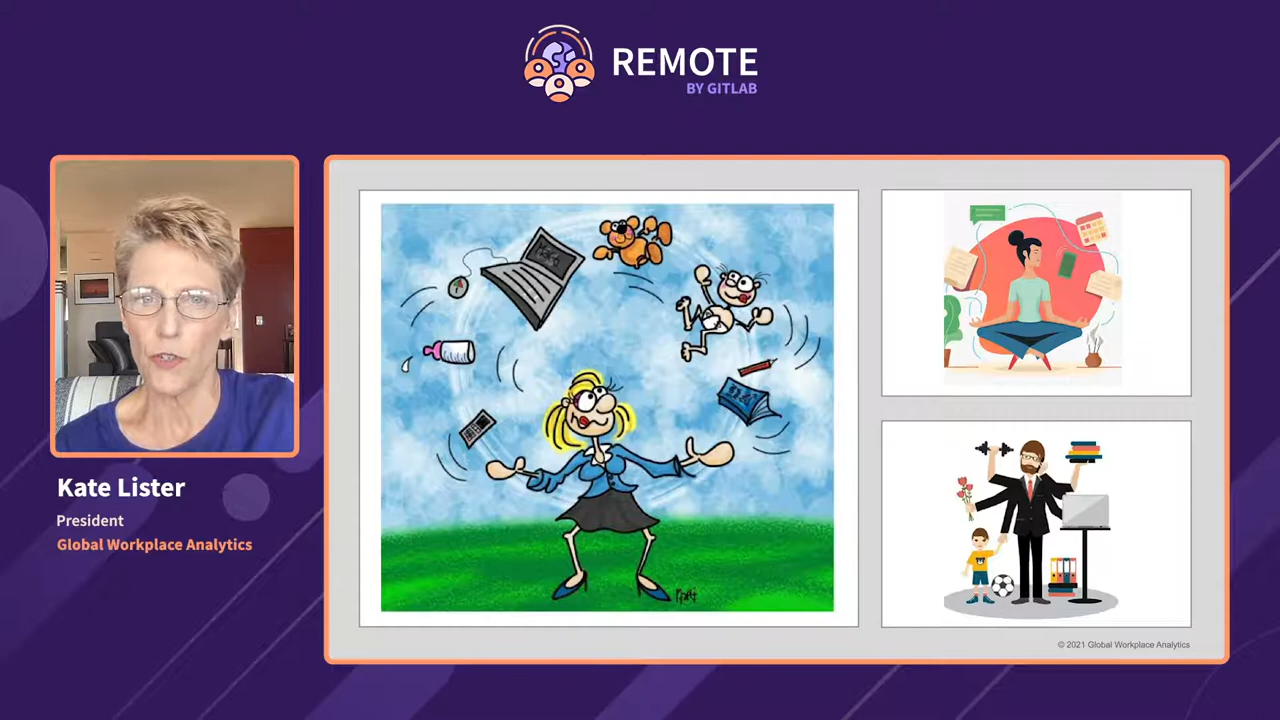 REMOTE
BY GITLAB
Kate Lister
President
Global Workplace Analytics
© 2021 Global Workplace Analytics